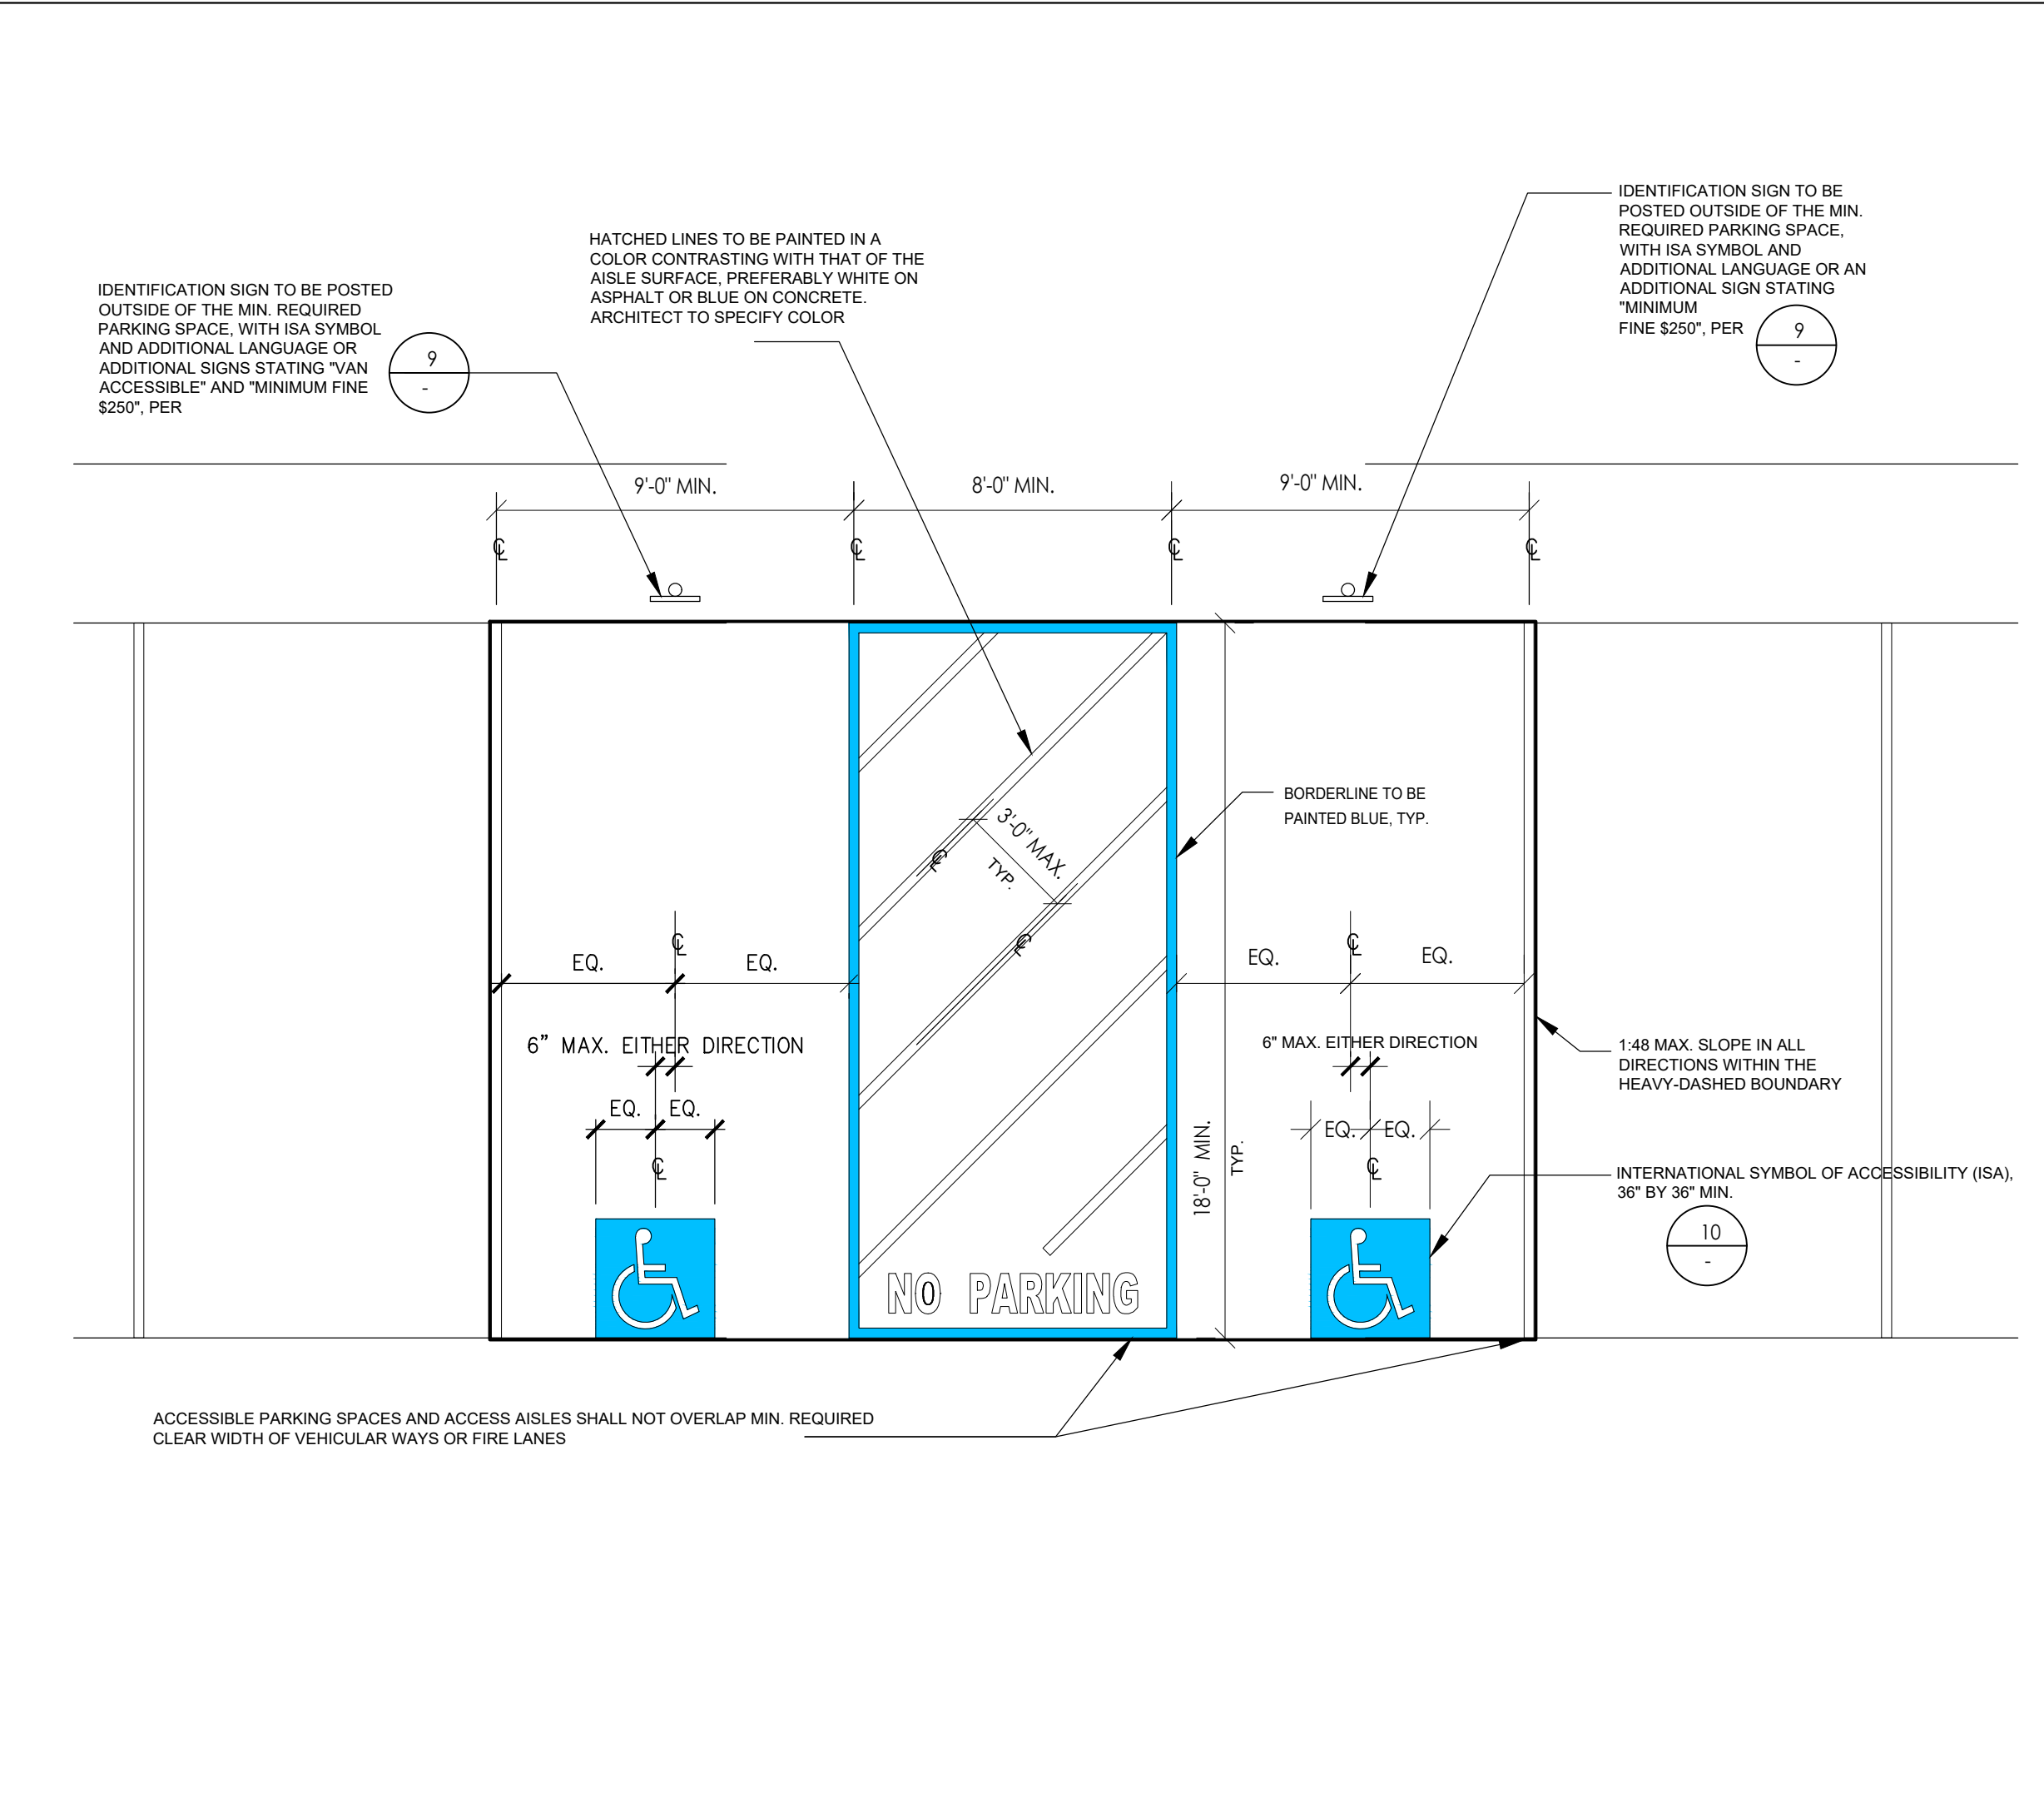 IDENTIFICATION SIGN TO BE
POSTED OUTSIDE OF THE MIN.
REQUIRED PARKING SPACE,
WITH ISA SYMBOL AND
ADDITIONAL LANGUAGE OR AN
ADDITIONAL SIGN STATING
"MINIMUM
FINE $250", PER
9
-
HATCHED LINES TO BE PAINTED IN A
COLOR CONTRASTING WITH THAT OF THE
AISLE SURFACE, PREFERABLY WHITE ON
ASPHALT OR BLUE ON CONCRETE.
ARCHITECT TO SPECIFY COLOR
IDENTIFICATION SIGN TO BE POSTED
OUTSIDE OF THE MIN. REQUIRED
PARKING SPACE, WITH ISA SYMBOL
AND ADDITIONAL LANGUAGE OR
ADDITIONAL SIGNS STATING "VAN
ACCESSIBLE" AND "MINIMUM FINE
$250", PER
9
-
9'-0" MIN.
8'-0" MIN.
9'-0" MIN.
℄
℄
℄
℄
BORDERLINE TO BE
PAINTED BLUE, TYP.
3'-0" MAX.
TYP.
℄
℄
℄
℄
EQ.
EQ.
EQ.
EQ.
6” MAX. EITHER DIRECTION
6" MAX. EITHER DIRECTION
1:48 MAX. SLOPE IN ALL
DIRECTIONS WITHIN THE
HEAVY-DASHED BOUNDARY
EQ.
EQ.
EQ.
EQ.
℄
℄
18'-0" MIN.
TYP.
INTERNATIONAL SYMBOL OF ACCESSIBILITY (ISA),
36" BY 36" MIN.
10
-
NO PARKING
ACCESSIBLE PARKING SPACES AND ACCESS AISLES SHALL NOT OVERLAP MIN. REQUIRED
CLEAR WIDTH OF VEHICULAR WAYS OR FIRE LANES